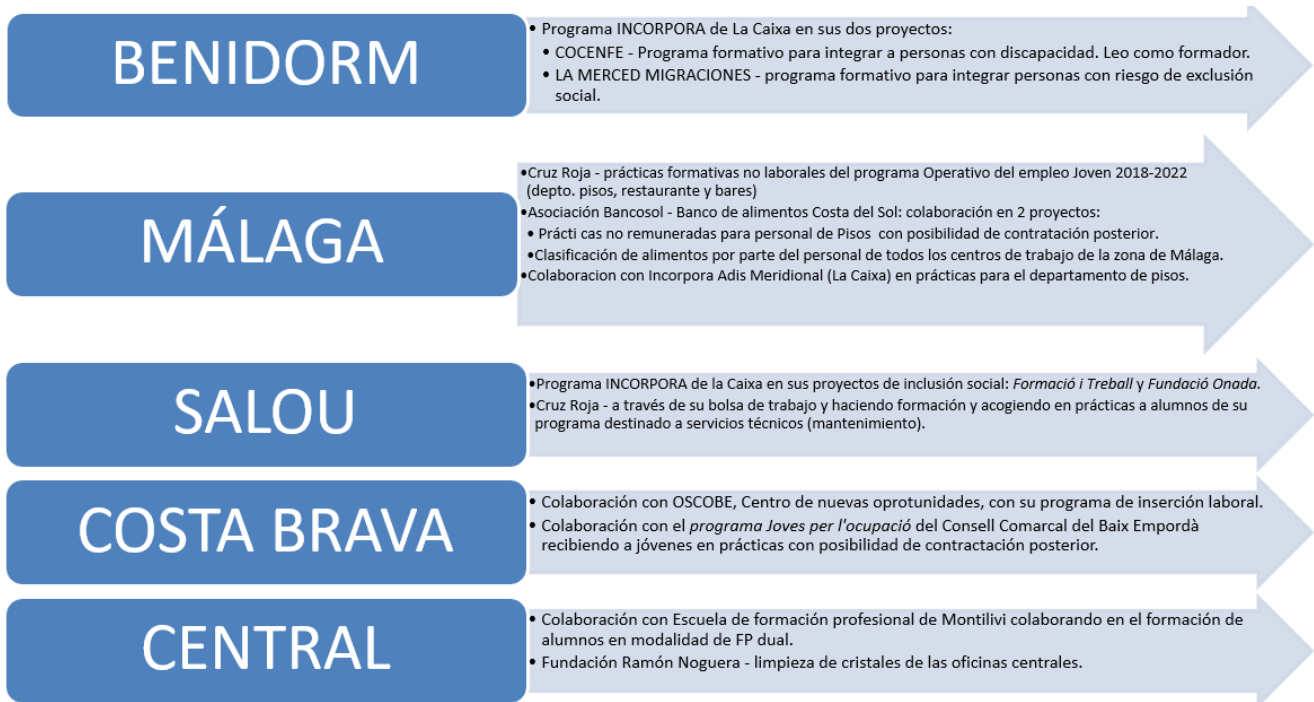 BENIDORM
• Programa INCORPORA de La Caixa en sus dos proyectos:
• COCENFE - Programa formativo para integrar a personas con discapacidad. Leo como formador.
• LA MERCED MIGRACIONES - programa formativo para integrar personas con riesgo de exclusión
social.
MÁLAGA
•Cruz Roja - prácticas formativas no laborales del programa Operativo del empleo Joven 2018-2022
(depto. pisos, restaurante y bares)
•Asociación Bancosol - Banco de alimentos Costa del Sol: colaboración en 2 proyectos:
• Prácti cas no remuneradas para personal de Pisos con posibilidad de contratación posterior.
•Clasificación de alimentos por parte del personal de todos los centros de trabajo de la zona de Málaga.
•Colaboracion con Incorpora Adis Meridional (La Caixa) en prácticas para el departamento de pisos.
SALOU
•Programa INCORPORA de la Caixa en sus proyectos de inclusión social: Formació i Treball y Fundació Onada.
•Cruz Roja - a través de su bolsa de trabajo y haciendo formación y acogiendo en prácticas a alumnos de su
programa destinado a servicios técnicos (mantenimiento).
COSTA BRAVA
• Colaboración con OSCOBE, Centro de nuevas oprotunidades, con su programa de inserción laboral.
• Colaboración con el programa Joves per l'ocupació del Consell Comarcal del Baix Empordà
recibiendo a jóvenes en prácticas con posibilidad de contractación posterior.
CENTRAL
• Colaboración con Escuela de formación profesional de Montilivi colaborando en el formación de
alumnos en modalidad de FP dual.
• Fundación Ramón Noguera - limpieza de cristales de las oficinas centrales.